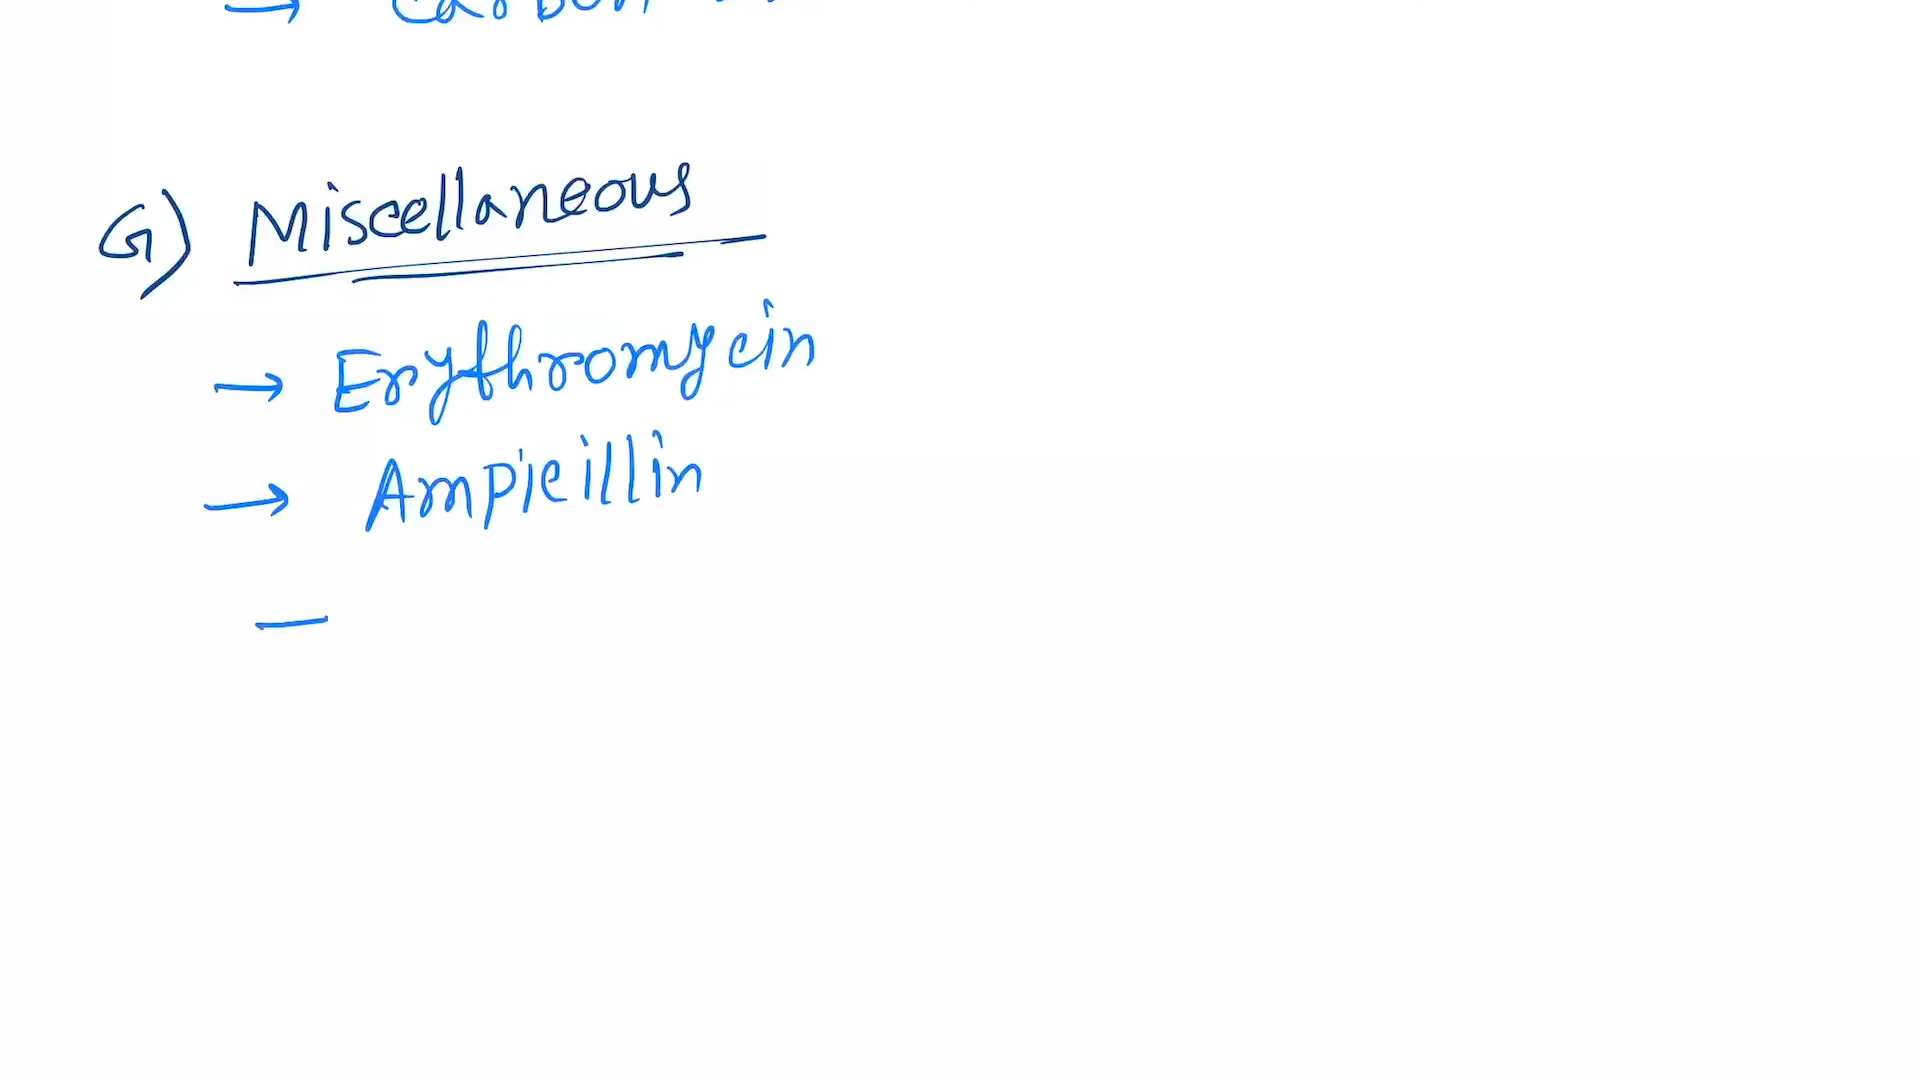 G) Miscellaneous
→ Erythromycin
→ Ampicillin